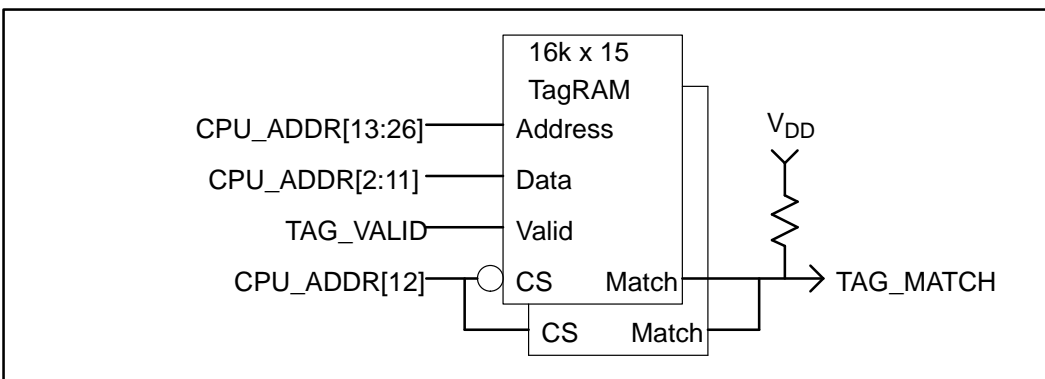 16k x 15
TagRAM
CPU_ADDR[13:26] Address
V_DD
CPU_ADDR[2:11] Data
TAG_VALID Valid
CPU_ADDR[12] CS Match TAG_MATCH
CS Match